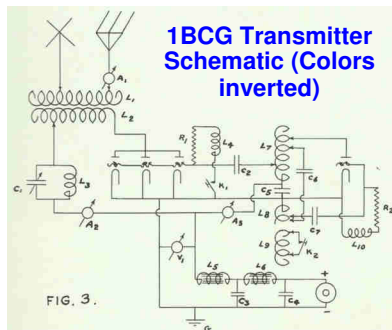 1BCG Transmitter
Schematic (Colors
inverted)
A1
L1
L2
R1
L4
L7
C2
C6
C1
L3
K1
C5
R2
A2
A3
L8
C7
V1
L9
K2
L10
L5
L6
+
C3
C4
-
FIG. 3.
G